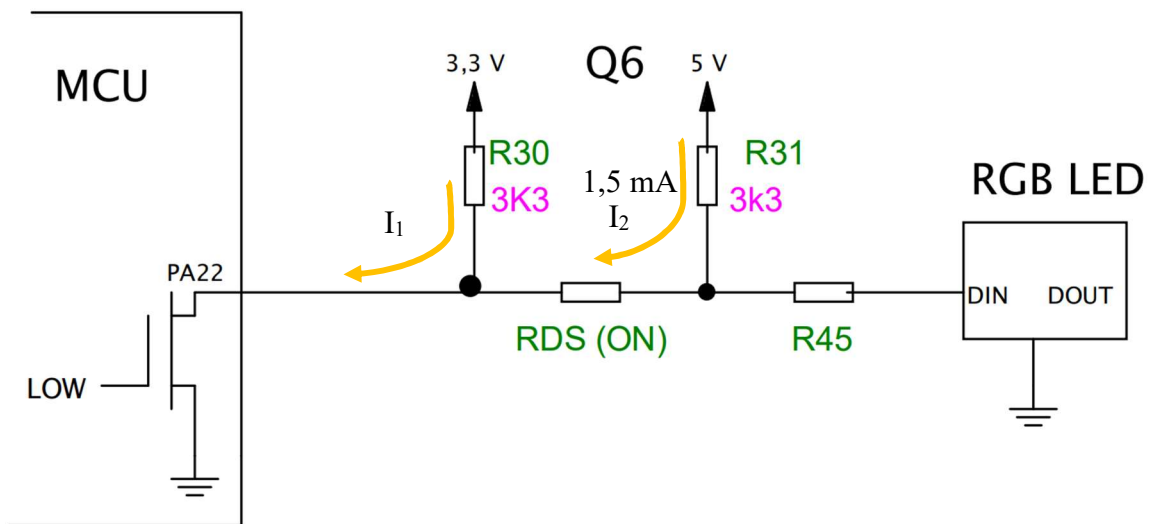 MCU
3,3 V
Q6
5 V
R30
3K3
1,5 mA
R31
3k3
RGB LED
I₁
I₂
PA22
DIN
DOUT
RDS (ON)
R45
LOW